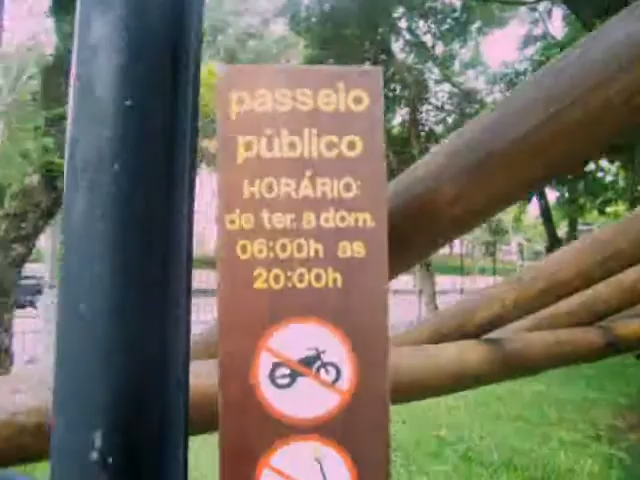 passeio
público
HORÁRIO:
de ter. a dom.
06:00h as
20:00h